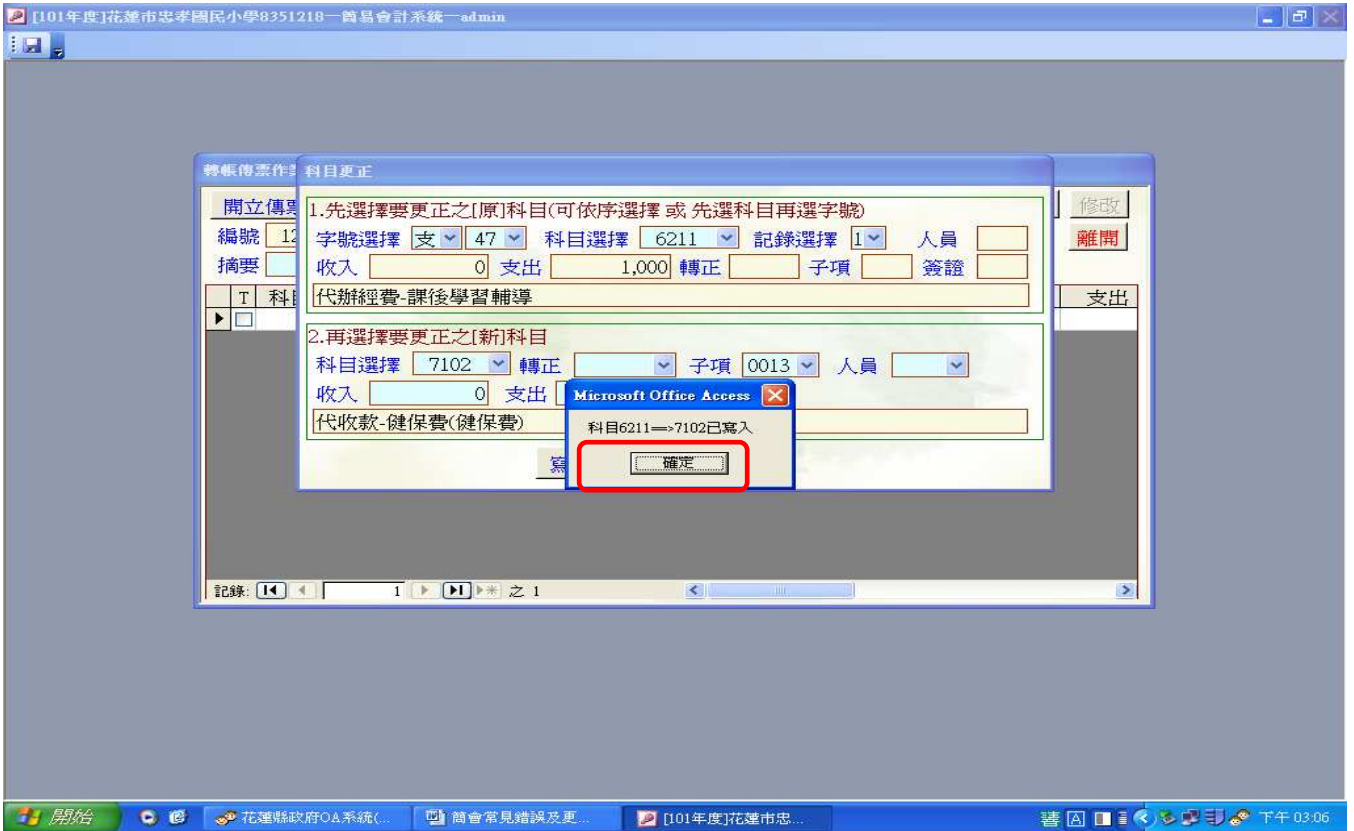 [101年度]花蓮市忠孝國民小學8351218—簡易會計系統—admin
轉帳傳票作業 科目更正
開立傳票 修改
編號 12 離開
摘要
T 科目 支出
1.先選擇要更正之[原]科目(可依序選擇 或 先選科目再選字號)
字號選擇 支 47 科目選擇 6211 記錄選擇 1 人員
收入 0 支出 1,000 轉正 子項 簽證
代辦經費-課後學習輔導
2.再選擇要更正之[新]科目
科目選擇 7102 轉正 子項 0013 人員
收入 0 支出
代收款-健保費(健保費)
寫
Microsoft Office Access
科目6211==>7102已寫入
確定
記錄: 1 之 1
開始 花蓮縣政府OA系統(... 簡會常見錯誤及更... [101年度]花蓮市忠... A 下午 03:06